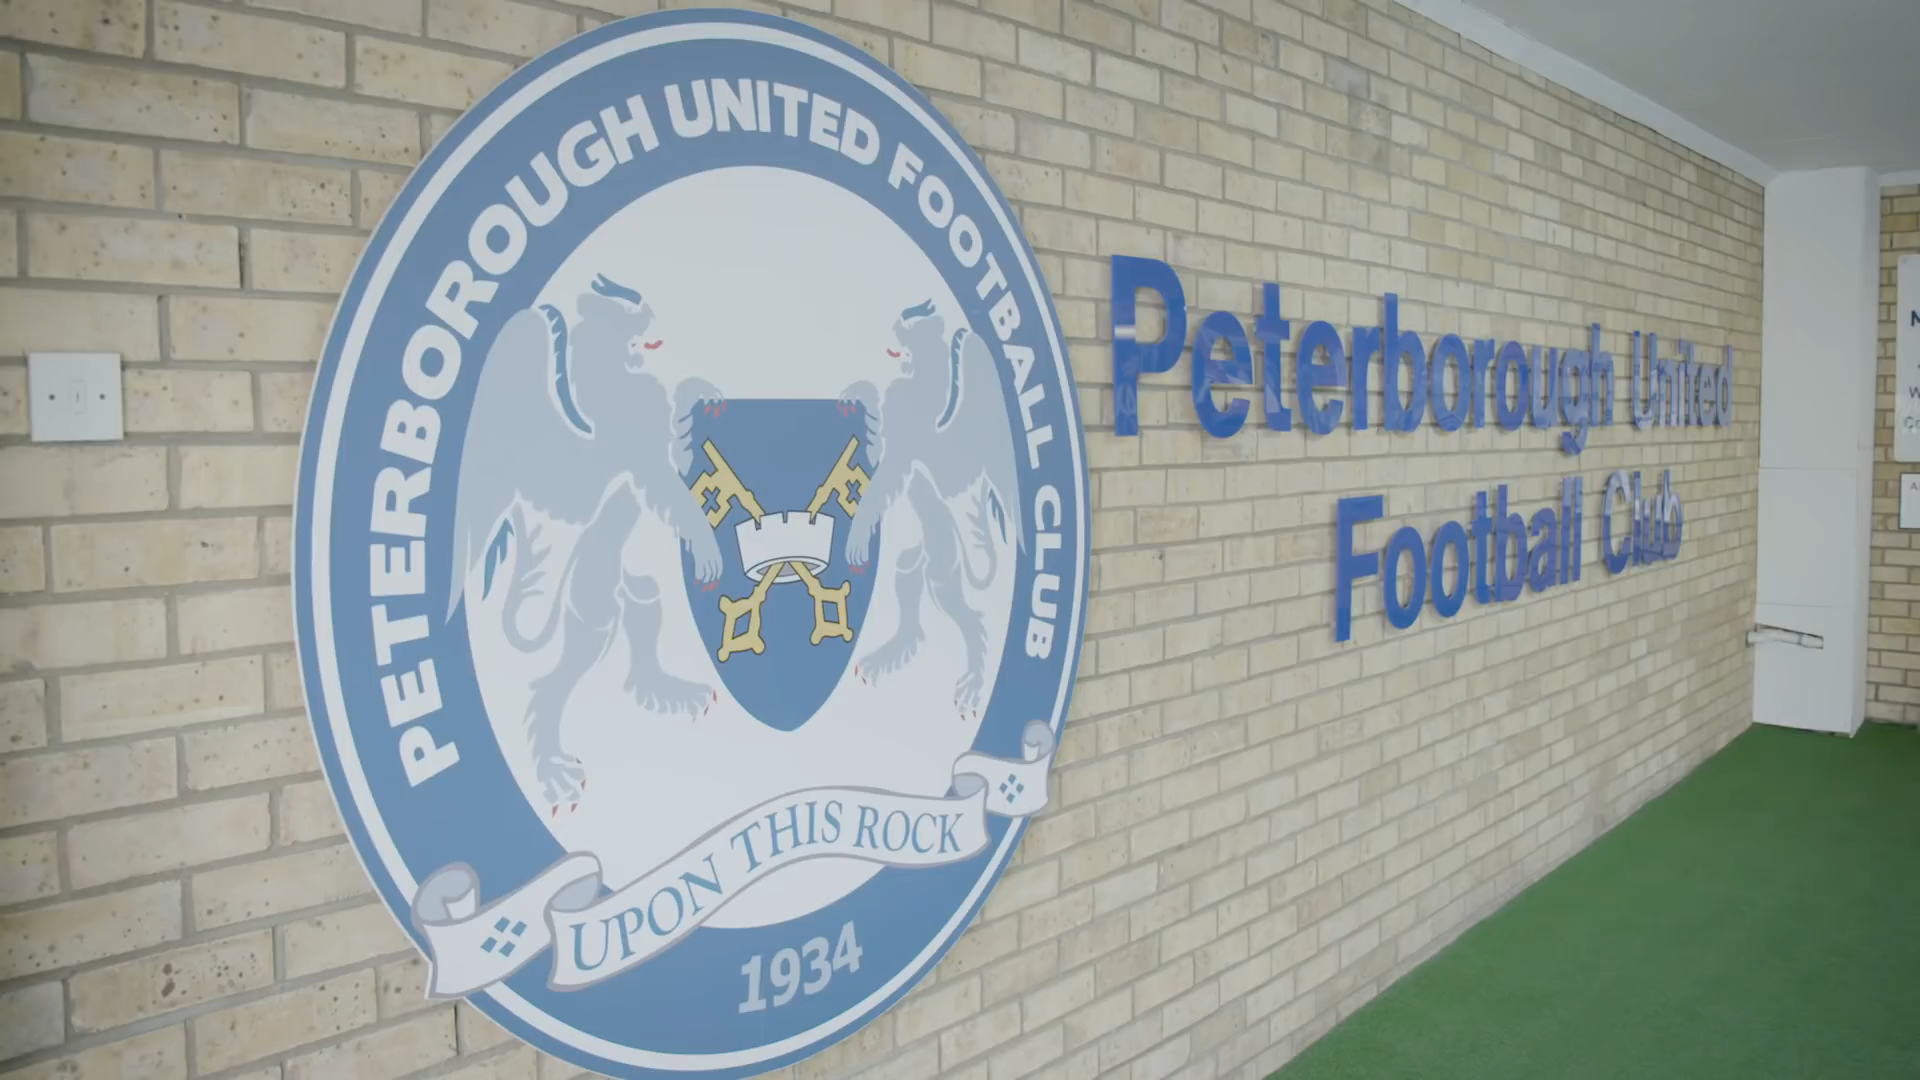 PETERBOROUGH UNITED FOOTBALL CLUB
UPON THIS ROCK
1934
Peterborough United
Football Club